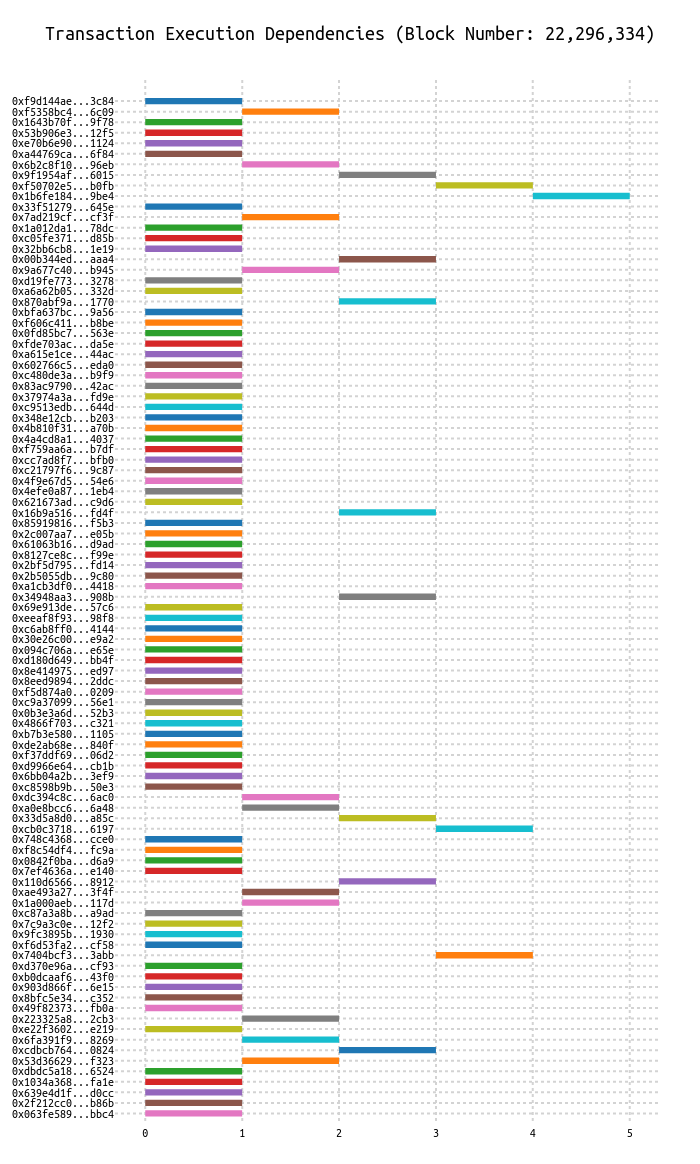 Transaction Execution Dependencies (Block Number: 22,296,334)
0xf9d144ae...3c84
0xf5358bc4...6c09
0x1643b70f...9f78
0x53b906e3...12f5
0xe70b6e90...1124
0xa44769ca...6f84
0x6b2c8f10...96eb
0x9f1954af...6015
0xf50702e5...b0fb
0x1b6fe184...9be4
0x33f51279...645e
0x7ad219cf...cf3f
0x1a012da1...78dc
0xc05fe371...d85b
0x32bb6cb8...1e19
0x00b344ed...aaa4
0x9a677c40...b945
0xd19fe773...3278
0xa6a62b05...332d
0x870abf9a...1770
0xbfa637bc...9a56
0xf606c411...b8be
0x0fd85bc7...563e
0xfde703ac...da5e
0xa615e1ce...44ac
0x602766c5...eda0
0xc480de3a...b9f9
0x83ac9790...42ac
0x37974a3a...fd9e
0xc9513edb...644d
0x348e12cb...b203
0x4b810f31...a70b
0x4a4cd8a1...4037
0xf759aa6a...b7df
0xcc7ad8f7...bfb0
0xc21797f6...9c87
0x4f9e67d5...54e6
0x4efe0a87...1eb4
0x621673ad...c9d6
0x16b9a516...fd4f
0x85919816...f5b3
0x2c007aa7...e05b
0x61063b16...d9ad
0x8127ce8c...f99e
0x2bf5d795...fd14
0x2b5055db...9c80
0xa1cb3df0...4418
0x34948aa3...908b
0x69e913de...57c6
0xeeaf8f93...98f8
0xc6ab8ff0...4144
0x30e26c00...e9a2
0x094c706a...e65e
0xd180d649...bb4f
0x8e414975...ed97
0x8eed9894...2ddc
0xf5d874a0...0209
0xc9a37099...56e1
0x0b3e3a6d...52b3
0x4866f703...c321
0xb7b3e580...1105
0xde2ab68e...840f
0xf37ddf69...06d2
0xd9966e64...cb1b
0x6bb04a2b...3ef9
0xc8598b9b...50e3
0xdc394c8c...6ac0
0xa0e8bcc6...6a48
0x33d5a8d0...a85c
0xcb0c3718...6197
0x748c4368...cce0
0xf8c54df4...fc9a
0x0842f0ba...d6a9
0x7ef4636a...e140
0x110d6566...8912
0xae493a27...3f4f
0x1a000aeb...117d
0xc87a3a8b...a9ad
0x7c9a3c0e...12f2
0x9fc3895b...1930
0xf6d53fa2...cf58
0x7404bcf3...3abb
0xd370e96a...cf93
0xb0dcaaf6...43f0
0x903d866f...6e15
0x8bfc5e34...c352
0x49f82373...fb0a
0x223325a8...2cb3
0xe22f3602...e219
0x6fa391f9...8269
0xcdbcb764...0824
0x53d36629...f323
0xdbdc5a18...6524
0x1034a368...fa1e
0x639e4d1f...d0cc
0x2f212cc0...b86b
0x063fe589...bbc4
0 1 2 3 4 5